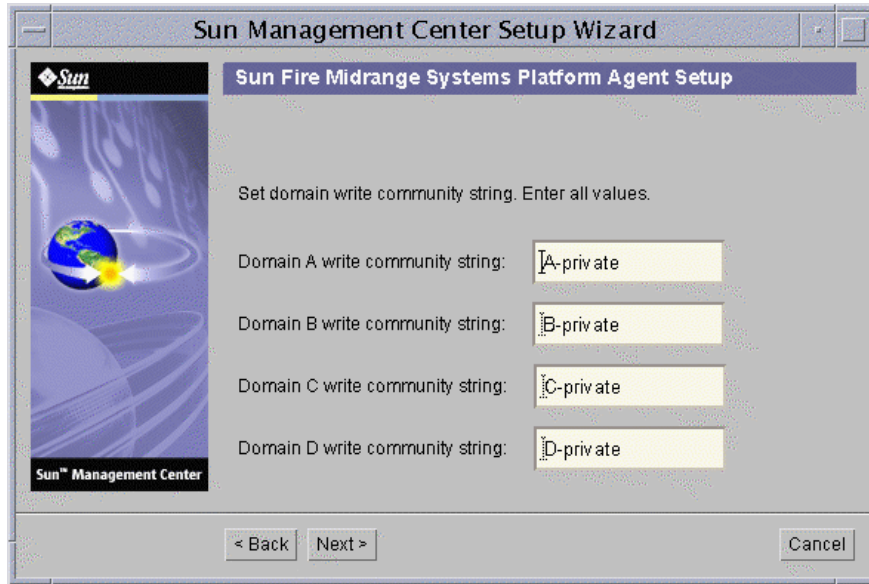 Sun Management Center Setup Wizard
Sun
Sun Fire Midrange Systems Platform Agent Setup
Set domain write community string. Enter all values.
Domain A write community string: A-private
Domain B write community string: B-private
Domain C write community string: C-private
Domain D write community string: D-private
Sun™ Management Center
< Back Next > Cancel